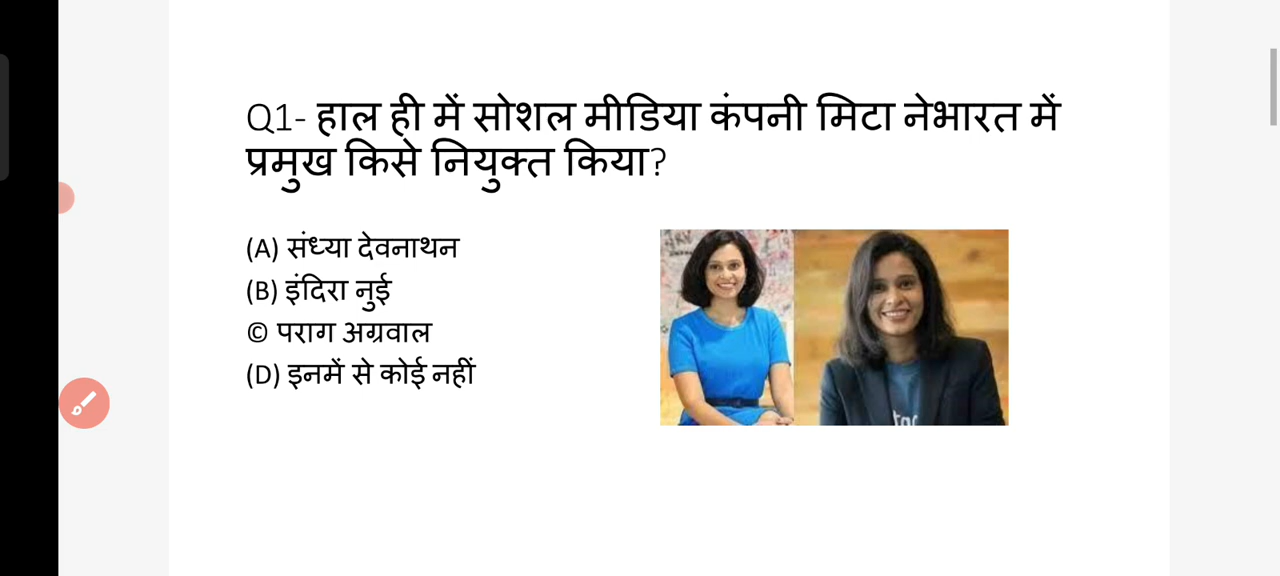 Q1- हाल ही में सोशल मीडिया कंपनी मिटा नेभारत में
प्रमुख किसे नियुक्त किया?
(A) संध्या देवनाथन
(B) इंदिरा नुई
© पराग अग्रवाल
(D) इनमें से कोई नहीं